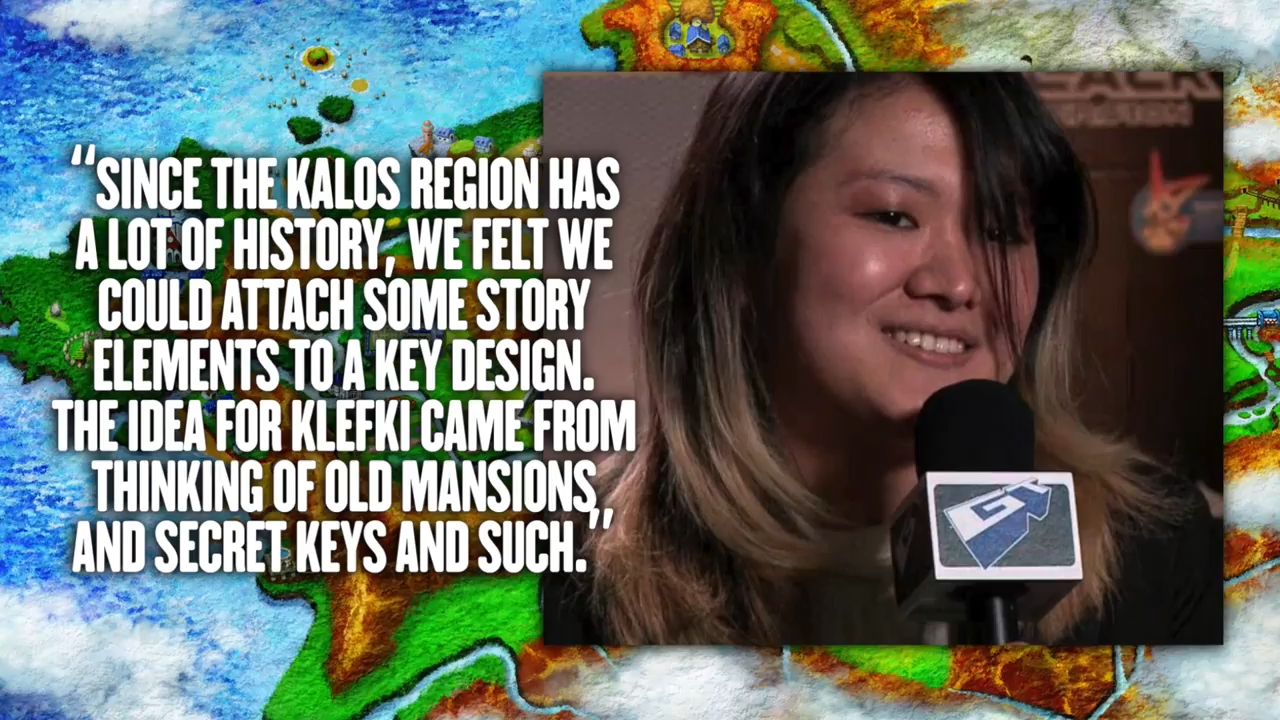 “SINCE THE KALOS REGION HAS
A LOT OF HISTORY, WE FELT WE
COULD ATTACH SOME STORY
ELEMENTS TO A KEY DESIGN.
THE IDEA FOR KLEFKI CAME FROM
THINKING OF OLD MANSIONS
AND SECRET KEYS AND SUCH.”
GT